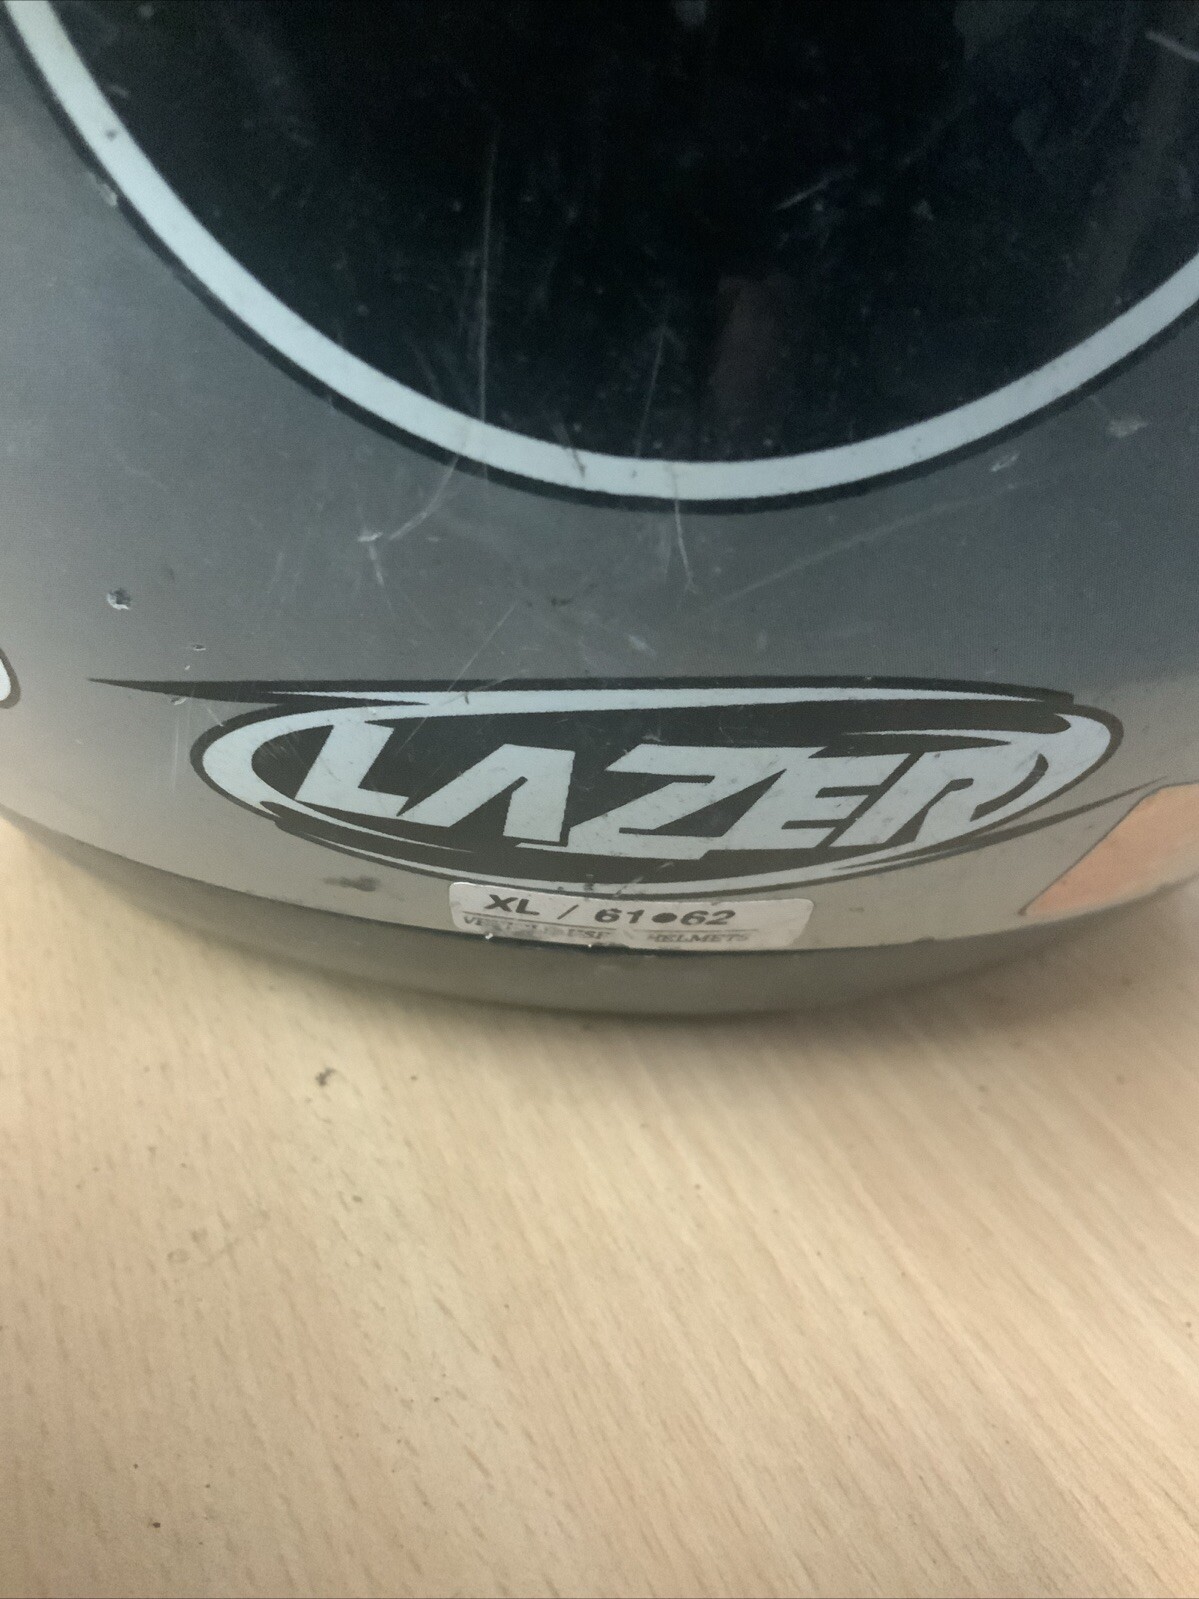 LAZER
XL / 61●62
HELMETS